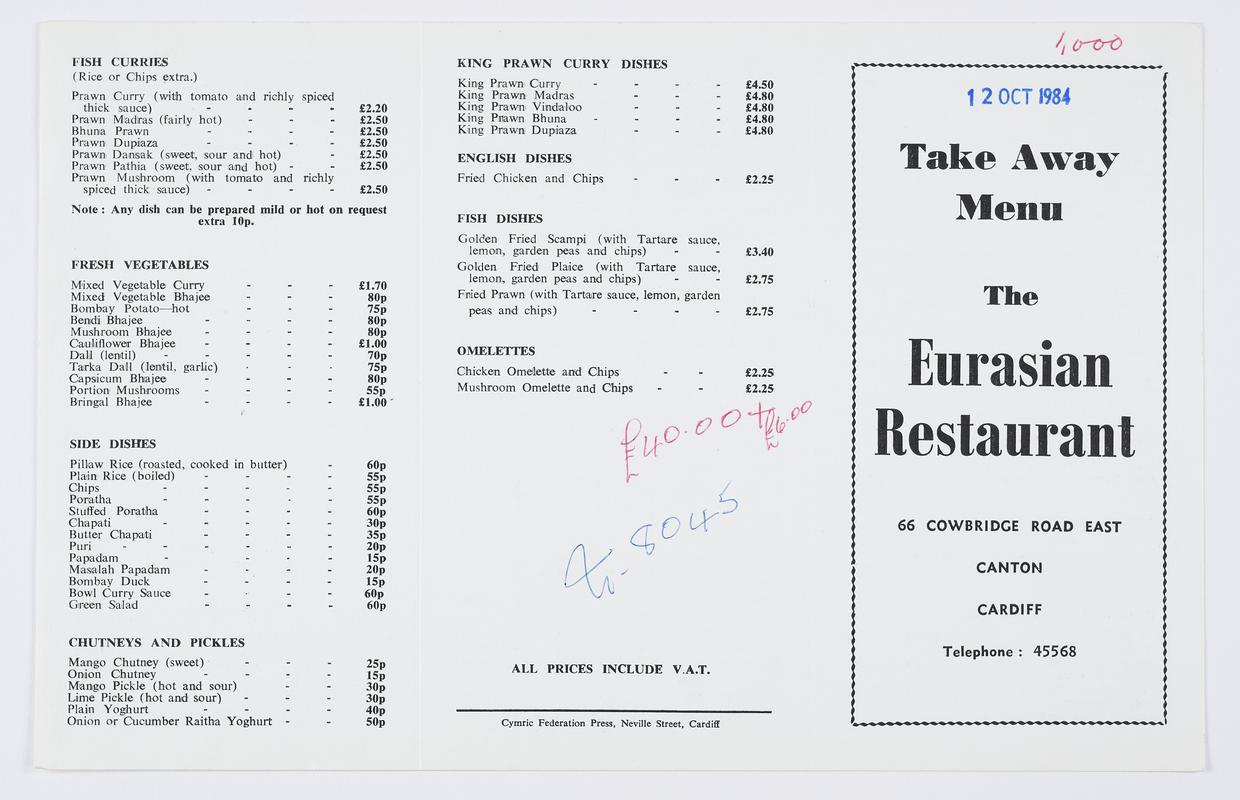 FISH CURRIES
(Rice or Chips extra.)
Prawn Curry (with tomato and richly spiced
thick sauce) - - - - £2.20
Prawn Madras (fairly hot) - - - £2.50
Bhuna Prawn - - - - £2.50
Prawn Dupiaza - - - - £2.50
Prawn Dansak (sweet, sour and hot) - £2.50
Prawn Pathia (sweet, sour and hot) - - £2.50
Prawn Mushroom (with tomato and richly
spiced thick sauce) - - - - £2.50
Note : Any dish can be prepared mild or hot on request
extra 10p.
FRESH VEGETABLES
Mixed Vegetable Curry - - - £1.70
Mixed Vegetable Bhajee - - - 80p
Bombay Potato—hot - - - 75p
Bendi Bhajee - - - - 80p
Mushroom Bhajee - - - - 80p
Cauliflower Bhajee - - - - £1.00
Dall (lentil) - - - - - 70p
Tarka Dall (lentil, garlic) - - - 75p
Capsicum Bhajee - - - - 80p
Portion Mushrooms - - - - 55p
Bringal Bhajee - - - - £1.00
SIDE DISHES
Pillaw Rice (roasted, cooked in butter) - 60p
Plain Rice (boiled) - - - - 55p
Chips - - - - - 55p
Poratha - - - - - 55p
Stuffed Poratha - - - - 60p
Chapati - - - - - 30p
Butter Chapati - - - - 35p
Puri - - - - - - 20p
Papadam - - - - - 15p
Masalah Papadam - - - - 20p
Bombay Duck - - - - 15p
Bowl Curry Sauce - - - - 60p
Green Salad - - - - 60p
CHUTNEYS AND PICKLES
Mango Chutney (sweet) - - - 25p
Onion Chutney - - - - 15p
Mango Pickle (hot and sour) - - 30p
Lime Pickle (hot and sour) - - - 30p
Plain Yoghurt - - - - 40p
Onion or Cucumber Raitha Yoghurt - - 50p
KING PRAWN CURRY DISHES
King Prawn Curry - - - - £4.50
King Prawn Madras - - - £4.80
King Prawn Vindaloo - - - £4.80
King Prawn Bhuna - - - - £4.80
King Prawn Dupiaza - - - £4.80
ENGLISH DISHES
Fried Chicken and Chips - - - £2.25
FISH DISHES
Golden Fried Scampi (with Tartare sauce,
lemon, garden peas and chips) - - £3.40
Golden Fried Plaice (with Tartare sauce,
lemon, garden peas and chips) - - £2.75
Fried Prawn (with Tartare sauce, lemon, garden
peas and chips) - - - - £2.75
OMELETTES
Chicken Omelette and Chips - - £2.25
Mushroom Omelette and Chips - - £2.25
£40.00 + £6.00
8045
ALL PRICES INCLUDE V.A.T.
Cymric Federation Press, Neville Street, Cardiff
1,000
12 OCT 1984
Take Away
Menu
The
Eurasian
Restaurant
66 COWBRIDGE ROAD EAST
CANTON
CARDIFF
Telephone : 45568